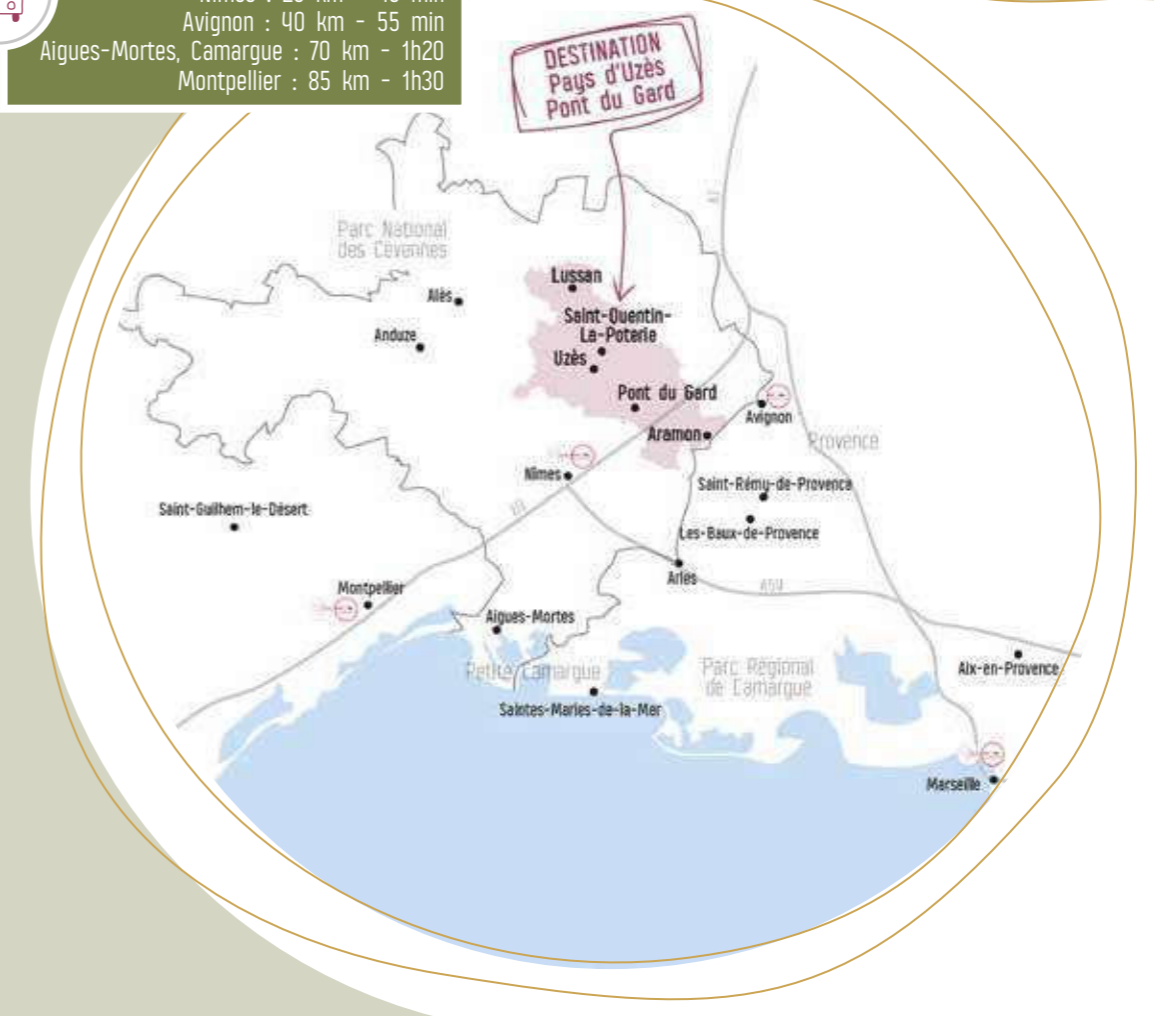 Avignon : 40 km - 55 min
Aigues-Mortes, Camargue : 70 km - 1h20
Montpellier : 85 km - 1h30
DESTINATION
Pays d'Uzès
Pont du Gard
Parc National
des Cévennes
Lussan
Alès
Saint-Quentin-
La-Poterie
Anduze
Uzès
Pont du Gard
Avignon
Aramon
Provence
Nîmes
Saint-Rémy-de-Provence
Saint-Guilhem-le-Désert
Les-Baux-de-Provence
Arles
A54
Montpellier
Aigues-Mortes
Petite Camargue
Parc Régional
de Camargue
Aix-en-Provence
Saintes-Maries-de-la-Mer
Marseille